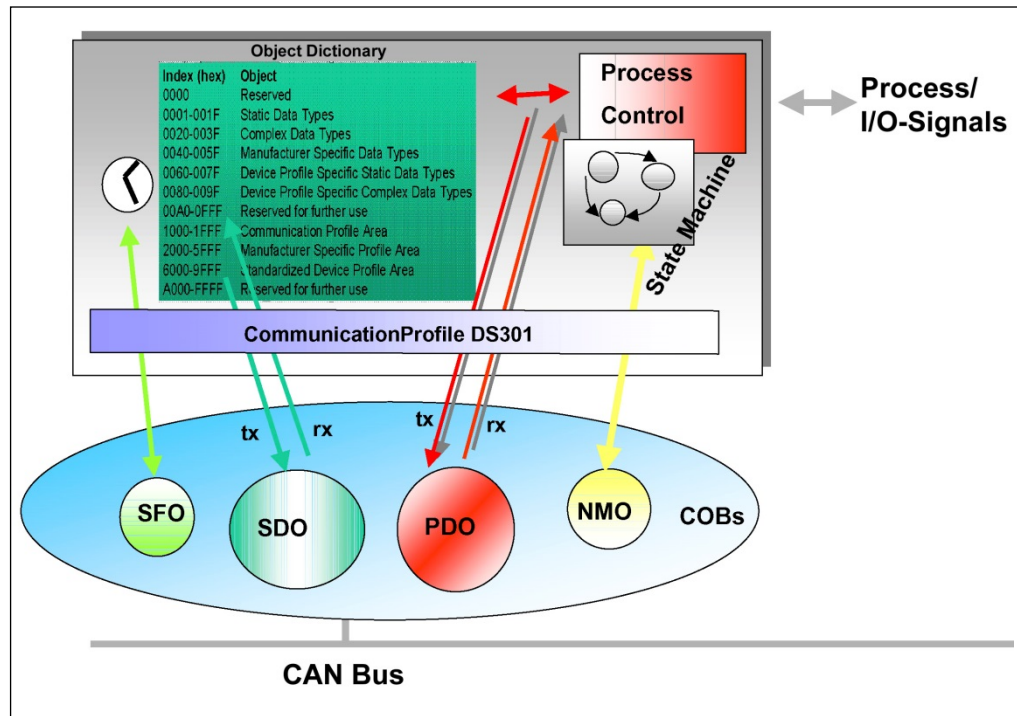 Object Dictionary
Index (hex) Object
0000 Reserved
0001-001F Static Data Types
0020-003F Complex Data Types
0040-005F Manufacturer Specific Data Types
0060-007F Device Profile Specific Static Data Types
0080-009F Device Profile Specific Complex Data Types
00A0-0FFF Reserved for further use
1000-1FFF Communication Profile Area
2000-5FFF Manufacturer Specific Profile Area
6000-9FFF Standardized Device Profile Area
A000-FFFF Reserved for further use
Process
Control
State Machine
Process/
I/O-Signals
CommunicationProfile DS301
tx
rx
tx
rx
SFO
SDO
PDO
NMO
COBs
CAN Bus